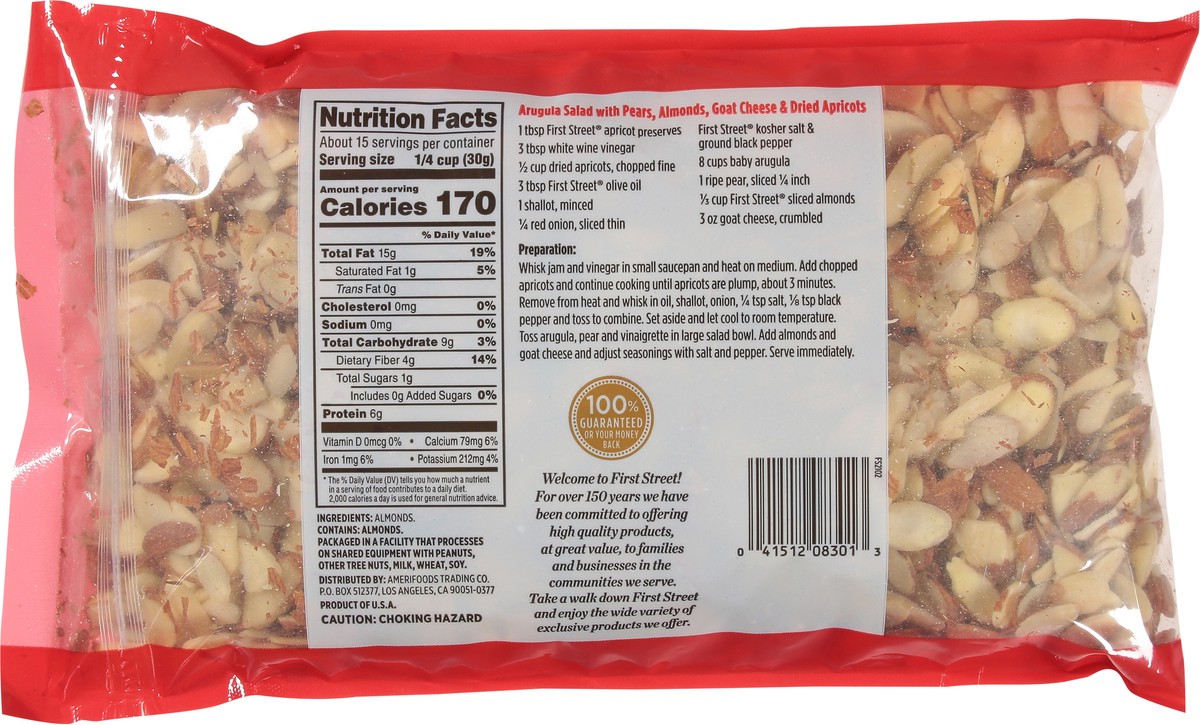 Nutrition Facts
About 15 servings per container
Serving size 1/4 cup (30g)
Amount per serving
Calories 170
% Daily Value*
Total Fat 15g 19%
Saturated Fat 1g 5%
Trans Fat 0g
Cholesterol 0mg 0%
Sodium 0mg 0%
Total Carbohydrate 9g 3%
Dietary Fiber 4g 14%
Total Sugars 1g
Includes 0g Added Sugars 0%
Protein 6g
Vitamin D 0mcg 0% • Calcium 79mg 6%
Iron 1mg 6% • Potassium 212mg 4%
* The % Daily Value (DV) tells you how much a nutrient
in a serving of food contributes to a daily diet.
2,000 calories a day is used for general nutrition advice.
INGREDIENTS: ALMONDS.
CONTAINS: ALMONDS.
PACKAGED IN A FACILITY THAT PROCESSES
ON SHARED EQUIPMENT WITH PEANUTS,
OTHER TREE NUTS, MILK, WHEAT, SOY.
DISTRIBUTED BY: AMERIFOODS TRADING CO.
P.O. BOX 512377, LOS ANGELES, CA 90051-0377
PRODUCT OF U.S.A.
CAUTION: CHOKING HAZARD
Arugula Salad with Pears, Almonds, Goat Cheese & Dried Apricots
1 tbsp First Street® apricot preserves
3 tbsp white wine vinegar
½ cup dried apricots, chopped fine
3 tbsp First Street® olive oil
1 shallot, minced
¼ red onion, sliced thin
First Street® kosher salt &
ground black pepper
8 cups baby arugula
1 ripe pear, sliced ¼ inch
⅓ cup First Street® sliced almonds
3 oz goat cheese, crumbled
Preparation:
Whisk jam and vinegar in small saucepan and heat on medium. Add chopped
apricots and continue cooking until apricots are plump, about 3 minutes.
Remove from heat and whisk in oil, shallot, onion, ¼ tsp salt, ⅛ tsp black
pepper and toss to combine. Set aside and let cool to room temperature.
Toss arugula, pear and vinaigrette in large salad bowl. Add almonds and
goat cheese and adjust seasonings with salt and pepper. Serve immediately.
100%
GUARANTEED
OR YOUR MONEY
BACK
Welcome to First Street!
For over 150 years we have
been committed to offering
high quality products,
at great value, to families
and businesses in the
communities we serve.
Take a walk down First Street
and enjoy the wide variety of
exclusive products we offer.
FS2102
0 41512 08301 3